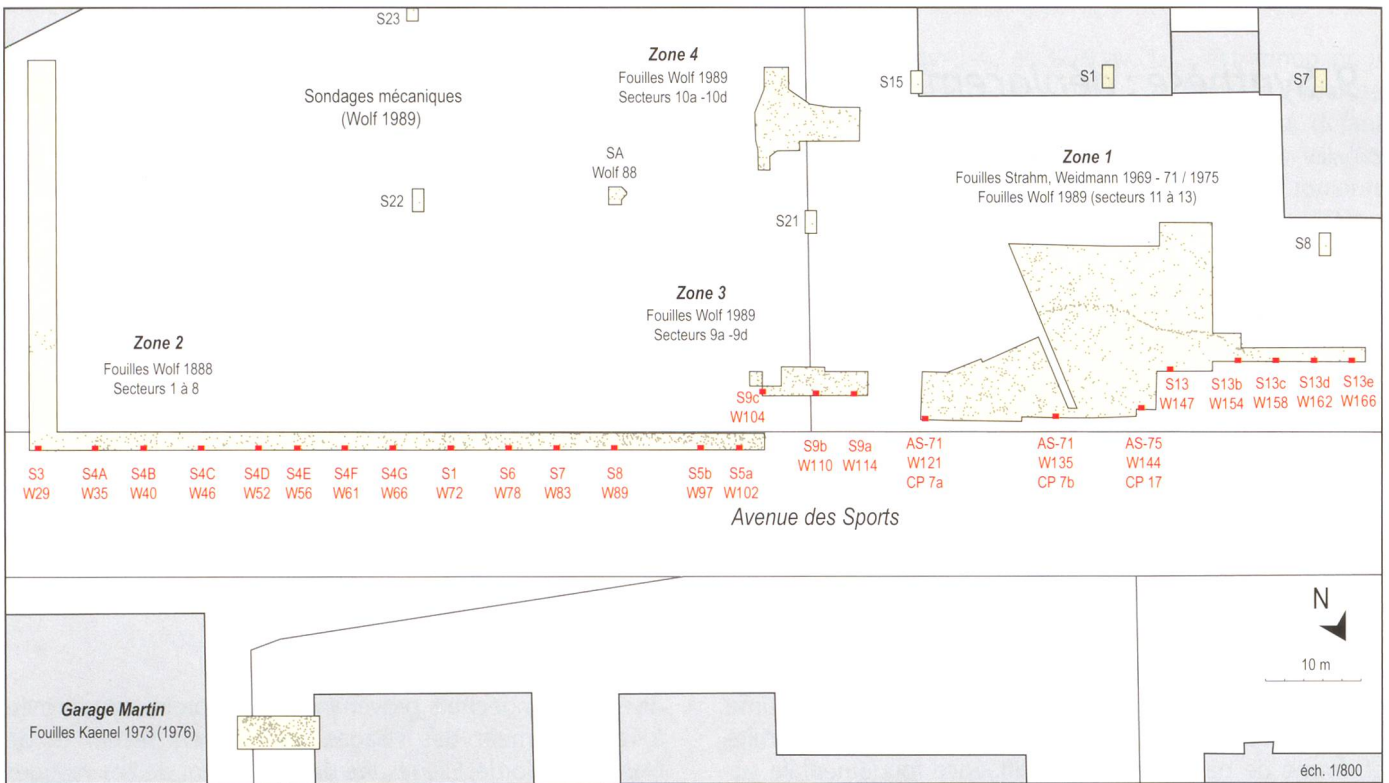 S23
Zone 4
Fouilles Wolf 1989
Secteurs 10a -10d
S15
S1
S7
Sondages mécaniques
(Wolf 1989)
SA
Wolf 88
Zone 1
Fouilles Strahm, Weidmann 1969 - 71 / 1975
Fouilles Wolf 1989 (secteurs 11 à 13)
S22
S21
S8
Zone 3
Fouilles Wolf 1989
Secteurs 9a -9d
Zone 2
Fouilles Wolf 1888
Secteurs 1 à 8
S9c
W104
S13
W147
S13b
W154
S13c
W158
S13d
W162
S13e
W166
S3
W29
S4A
W35
S4B
W40
S4C
W46
S4D
W52
S4E
W56
S4F
W61
S4G
W66
S1
W72
S6
W78
S7
W83
S8
W89
S5b
W97
S5a
W102
S9b
W110
S9a
W114
AS-71
W121
CP 7a
AS-71
W135
CP 7b
AS-75
W144
CP 17
Avenue des Sports
N
10 m
Garage Martin
Fouilles Kaenel 1973 (1976)
éch. 1/800